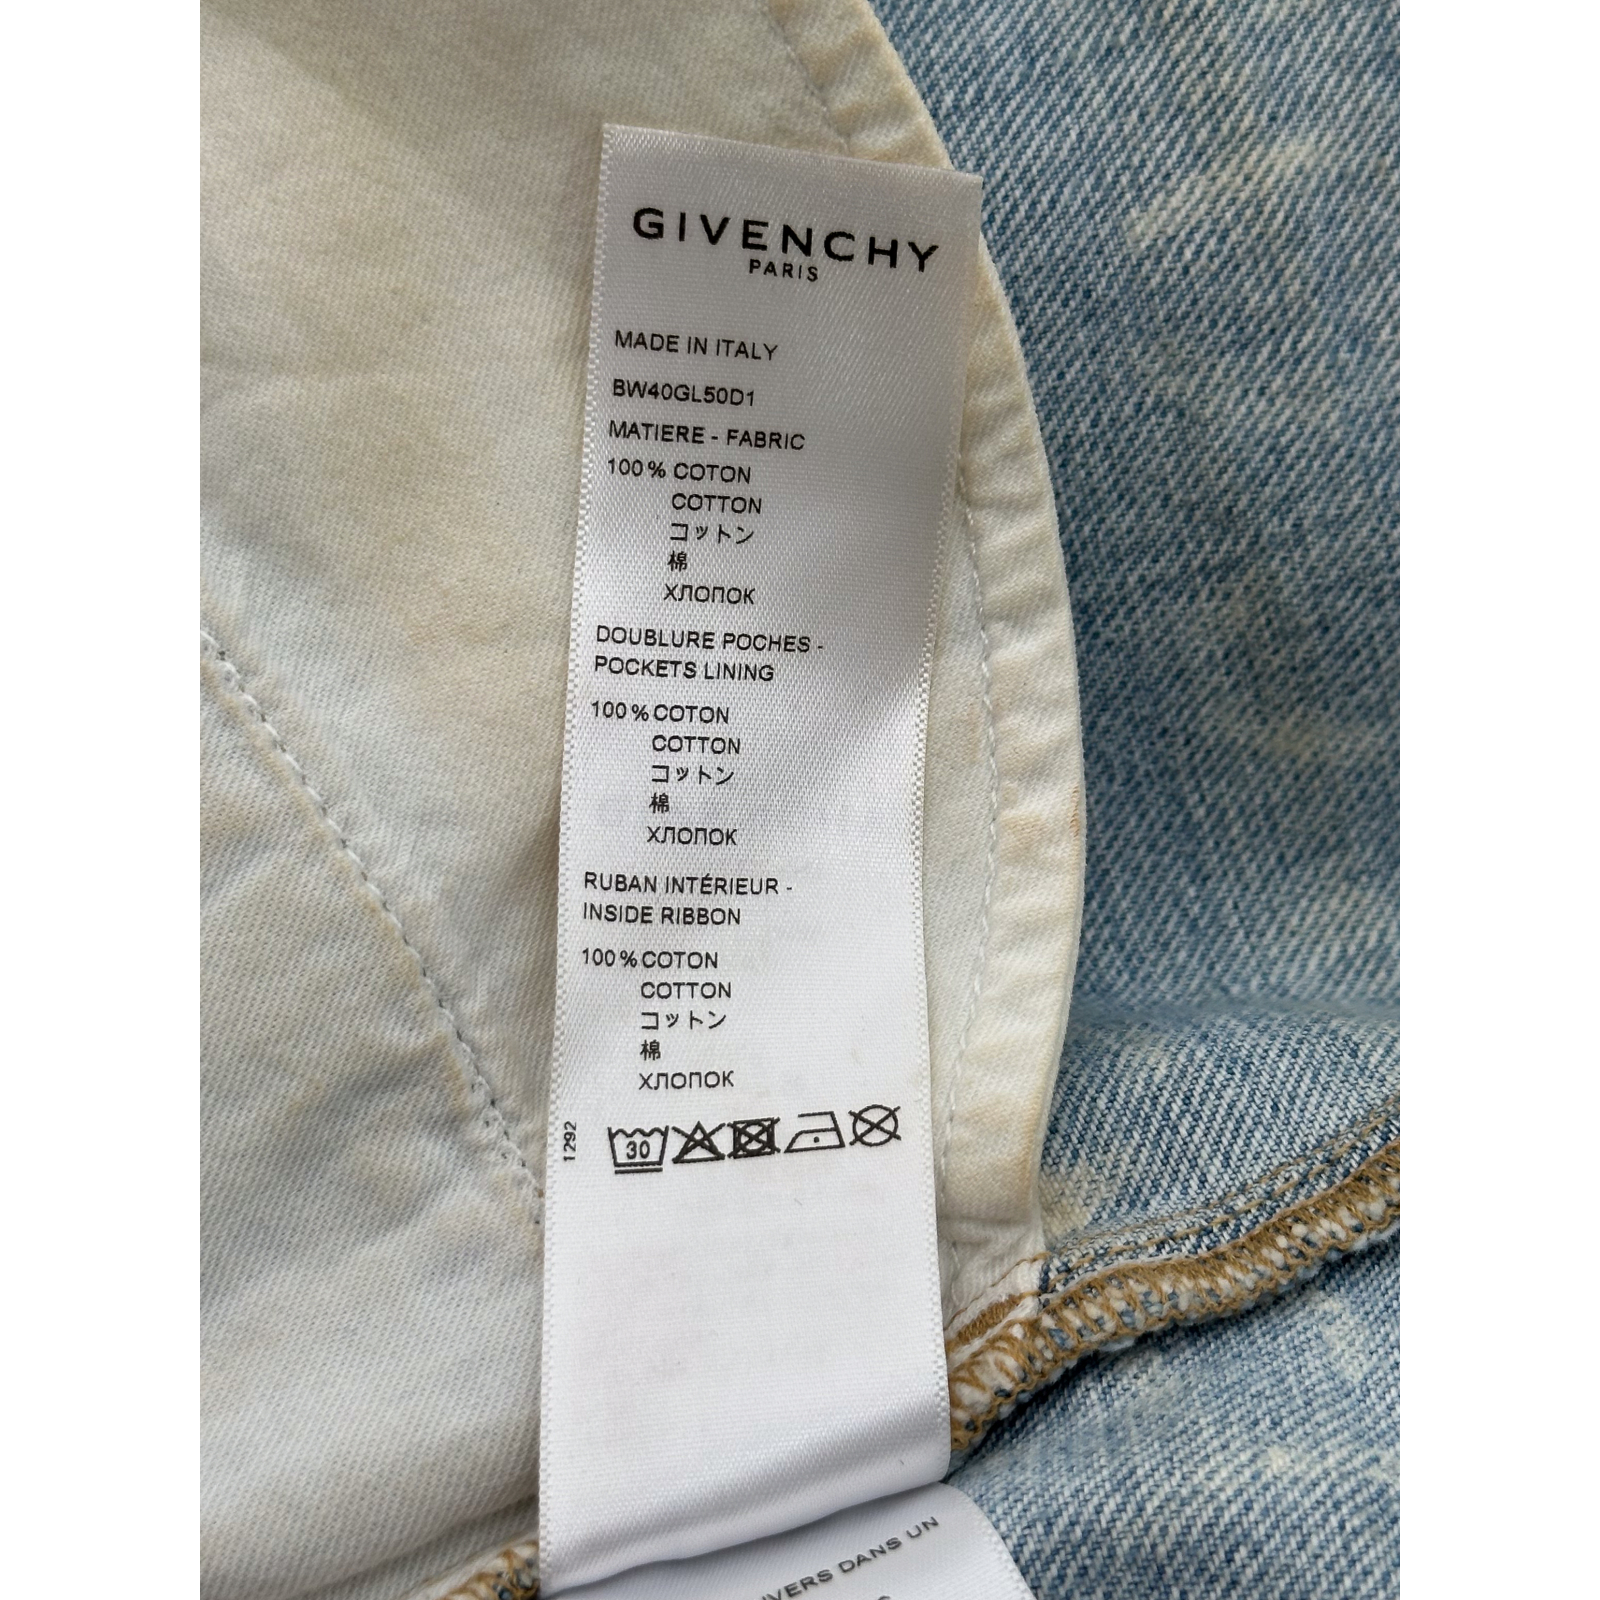 GIVENCHY
PARIS
MADE IN ITALY
BW40GL50D1
MATIERE - FABRIC
100% COTON
COTTON
コットン
棉
ХЛОПОК
DOUBLURE POCHES -
POCKETS LINING
100% COTON
COTTON
コットン
棉
ХЛОПОК
RUBAN INTÉRIEUR -
INSIDE RIBBON
100% COTON
COTTON
コットン
棉
ХЛОПОК
1292
30
DANS UN